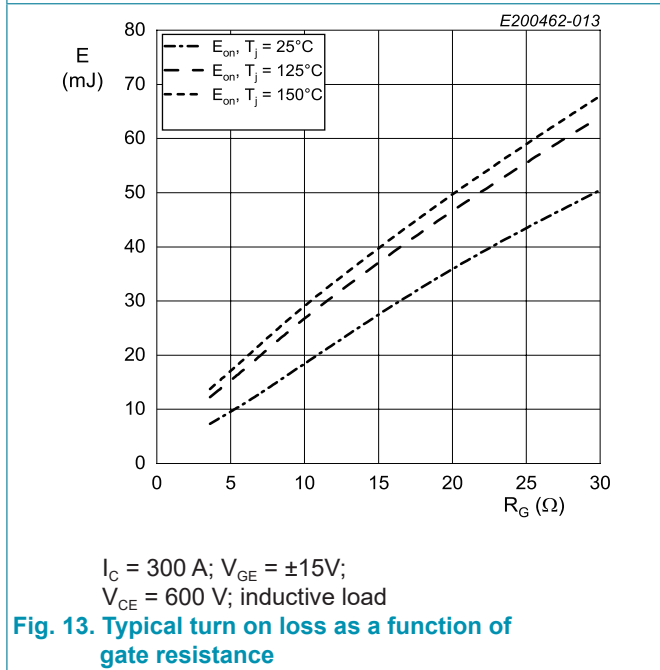 E200462-013
E
(mJ)
80
70
60
50
40
30
20
10
0
Eon, Tj = 25°C
Eon, Tj = 125°C
Eon, Tj = 150°C
0 5 10 15 20 25 30
RG (Ω)
IC = 300 A; VGE = ±15V;
VCE = 600 V; inductive load
Fig. 13. Typical turn on loss as a function of
gate resistance